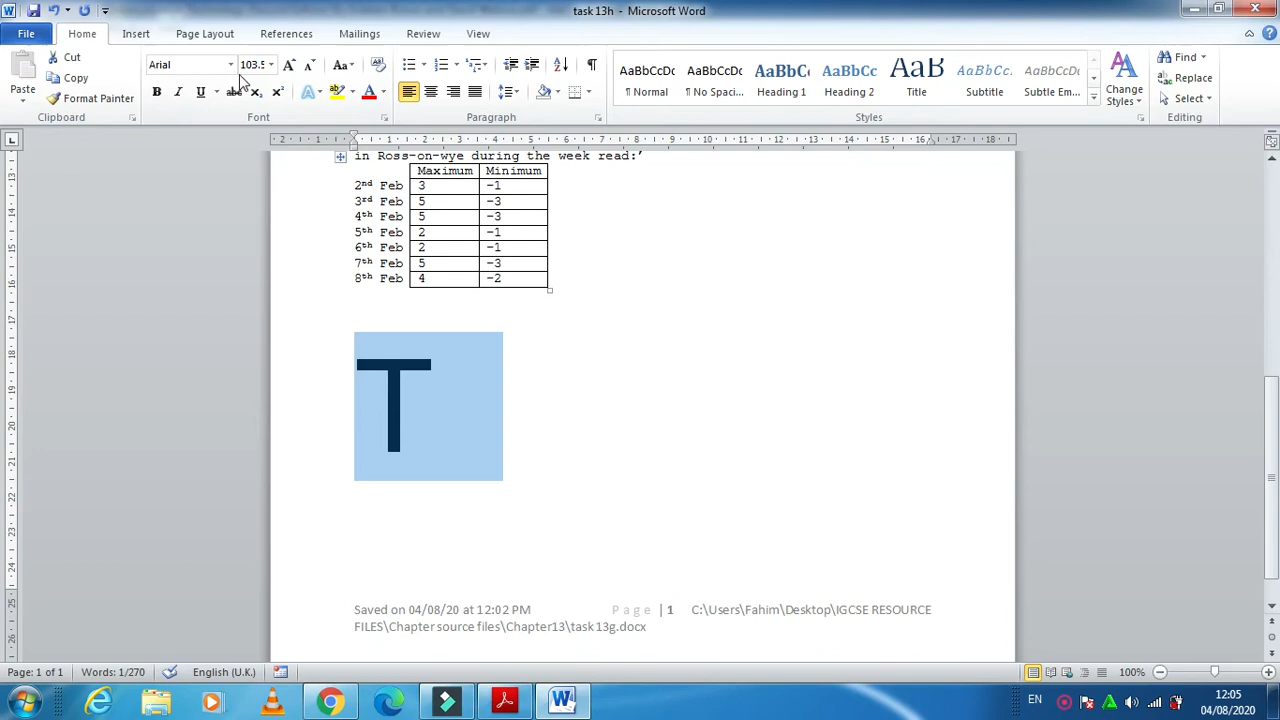 task 13h - Microsoft Word
File Home Insert Page Layout References Mailings Review View
Cut
Copy
Format Painter
Paste
Clipboard
Arial 103.5
Font
Paragraph
AaBbCcDc AaBbCcDc AaBbCc AaBbCc AaB AaBbCc. AaBbCcDc
¶ Normal ¶ No Spaci... Heading 1 Heading 2 Title Subtitle Subtle Em...
Styles
Change Styles
Find
Replace
Select
Editing
in Ross-on-wye during the week read:’
Maximum Minimum
2nd Feb 3 -1
3rd Feb 5 -3
4th Feb 5 -3
5th Feb 2 -1
6th Feb 2 -1
7th Feb 5 -3
8th Feb 4 -2
T
Saved on 04/08/20 at 12:02 PM Page | 1 C:\Users\Fahim\Desktop\IGCSE RESOURCE
FILES\Chapter source files\Chapter13\task 13g.docx
Page: 1 of 1 Words: 1/270 English (U.K.) 100%
EN 12:05
04/08/2020